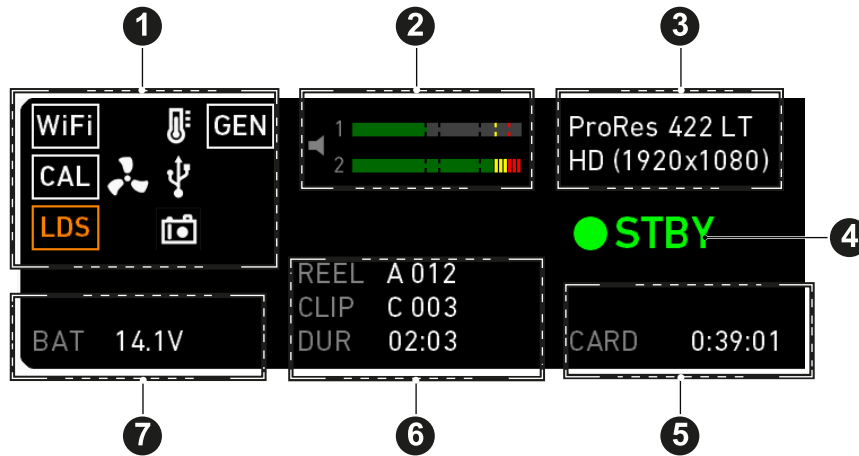 1 2 3
WiFi GEN
CAL
LDS
1
2
ProRes 422 LT
HD (1920x1080)
STBY 4
REEL A 012
CLIP C 003
DUR 02:03
BAT 14.1V
CARD 0:39:01
7 6 5